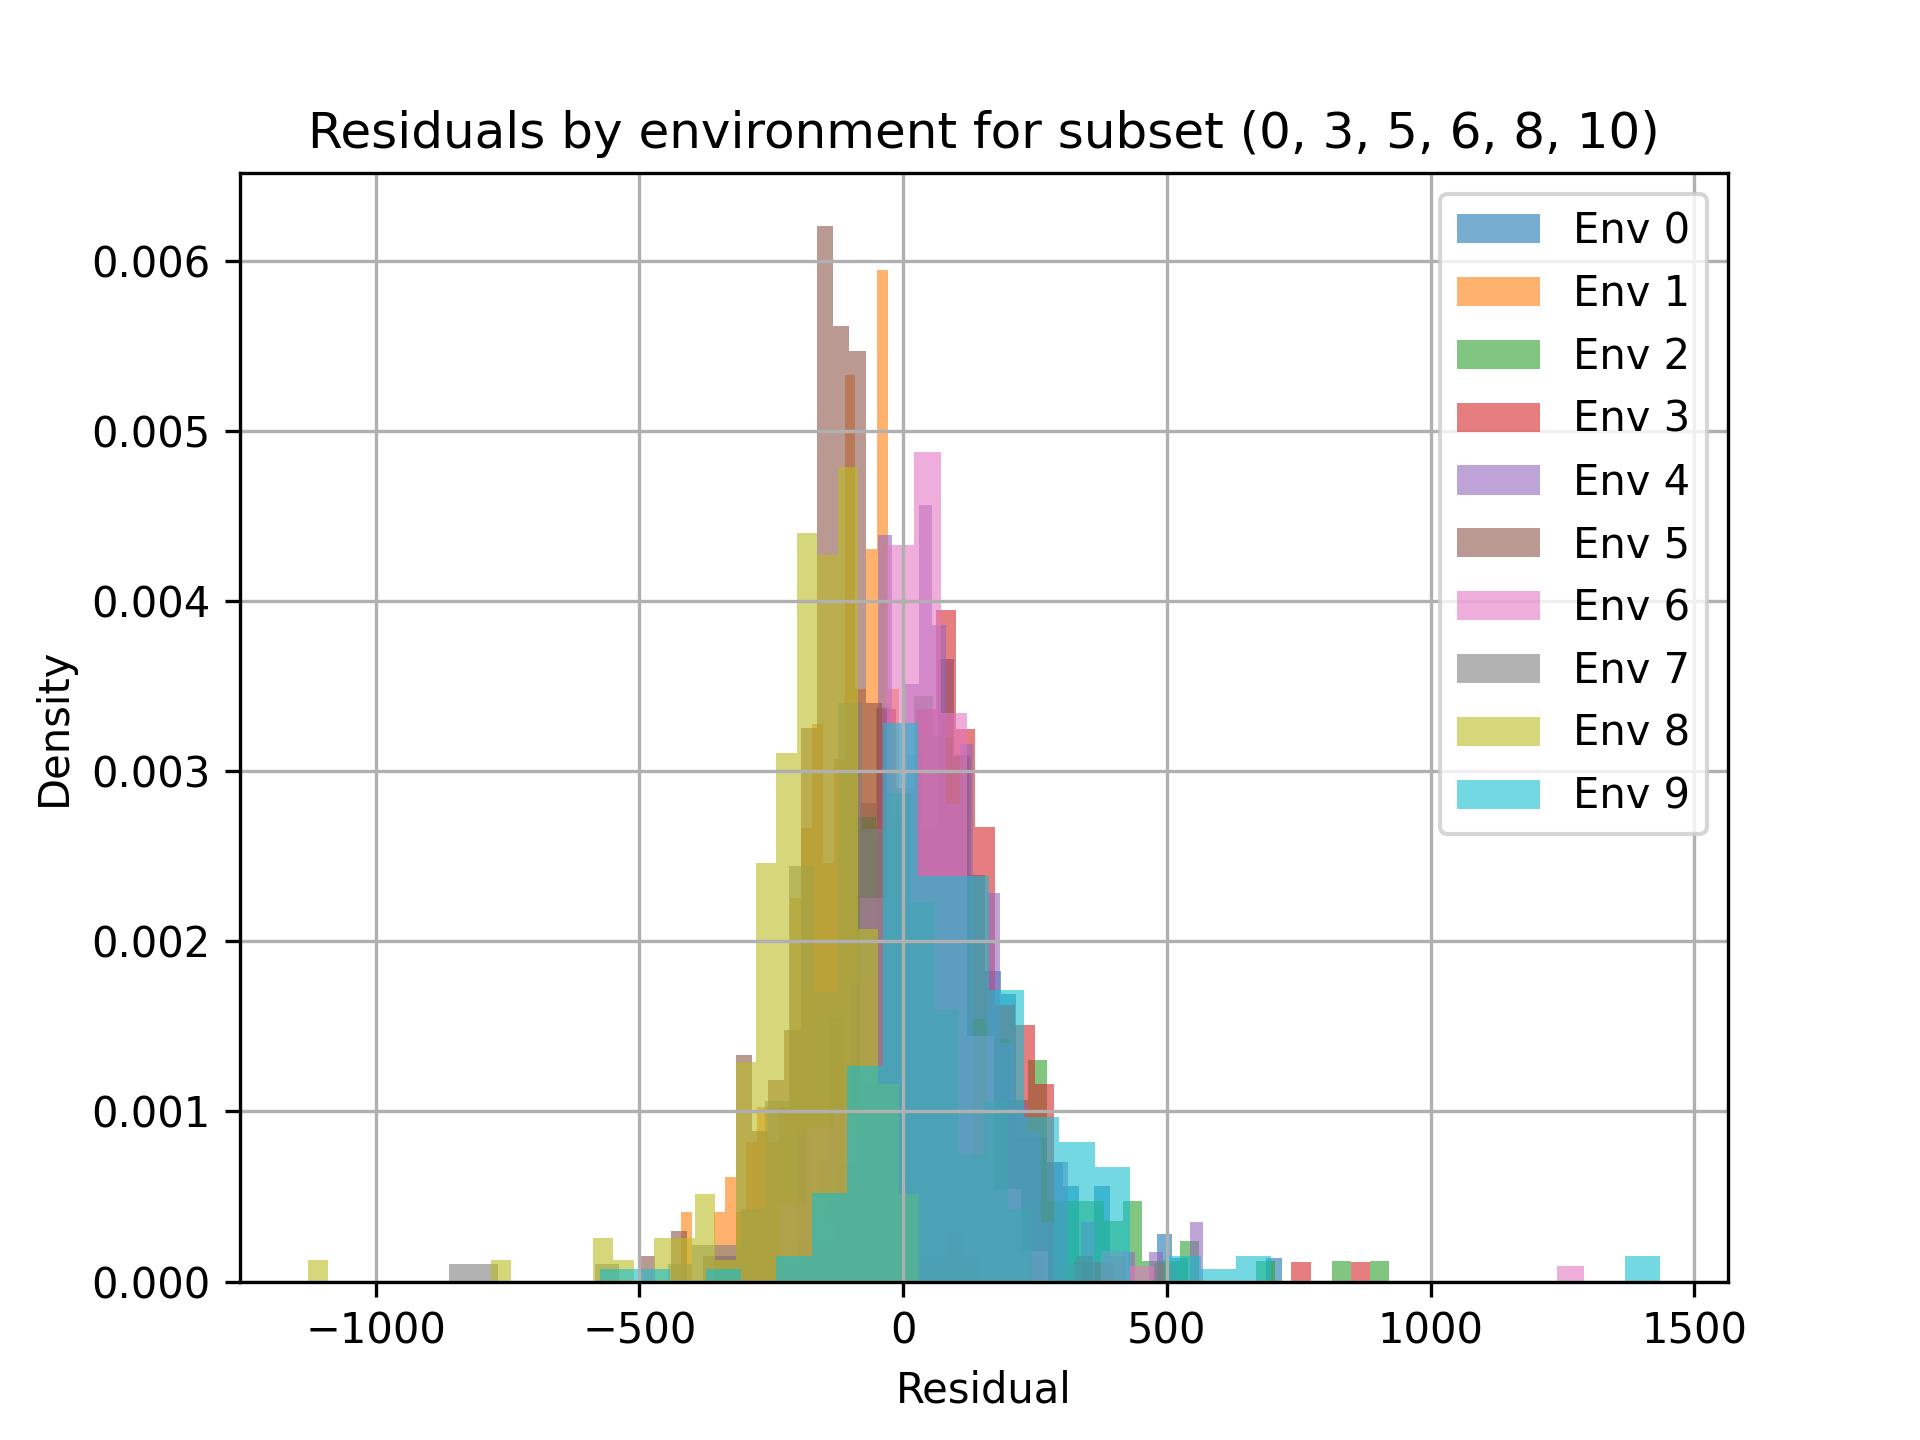 Residuals by environment for subset (0, 3, 5, 6, 8, 10)
Env 0
Env 1
Env 2
Env 3
Env 4
Env 5
Env 6
Env 7
Env 8
Env 9
Density
0.006
0.005
0.004
0.003
0.002
0.001
0.000
−1000 −500 0 500 1000 1500
Residual